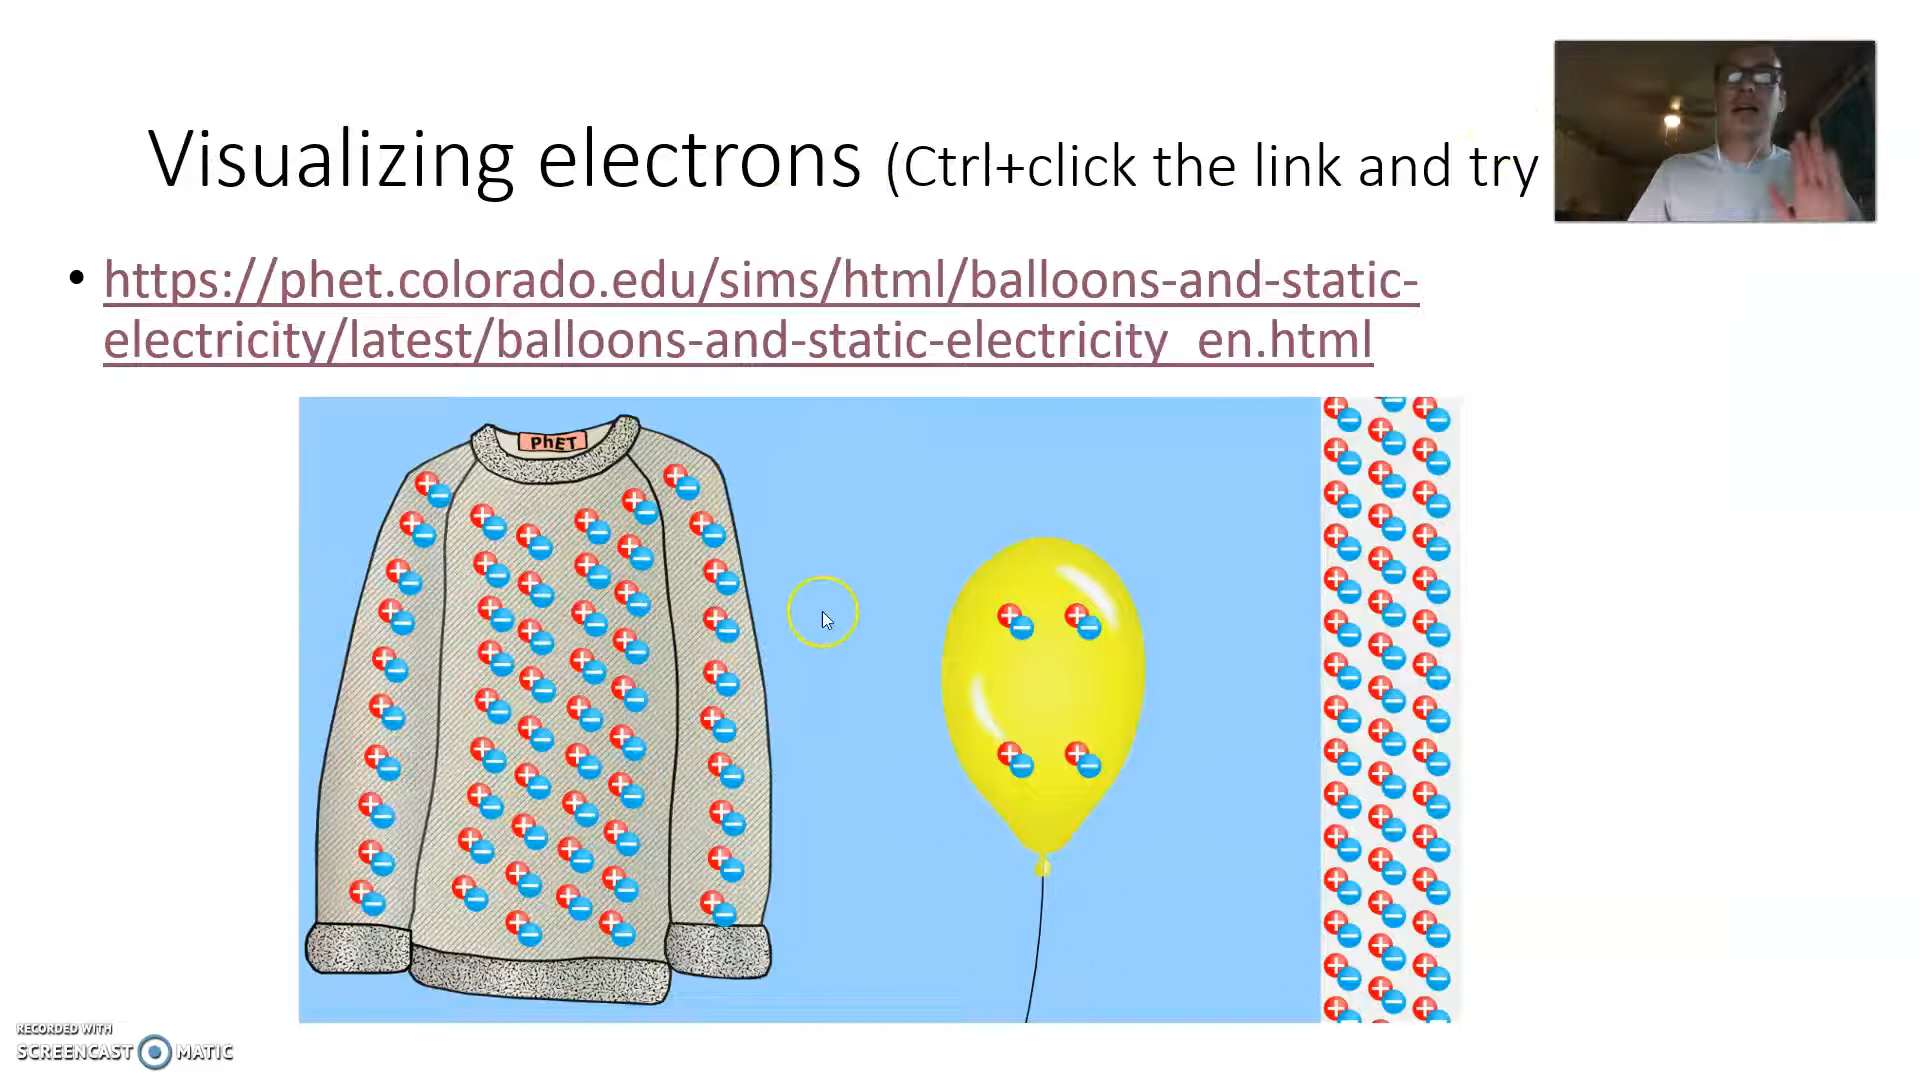 Visualizing electrons (Ctrl+click the link and try
• https://phet.colorado.edu/sims/html/balloons-and-static-
electricity/latest/balloons-and-static-electricity_en.html
PhET
RECORDED WITH
SCREENCAST MATIC